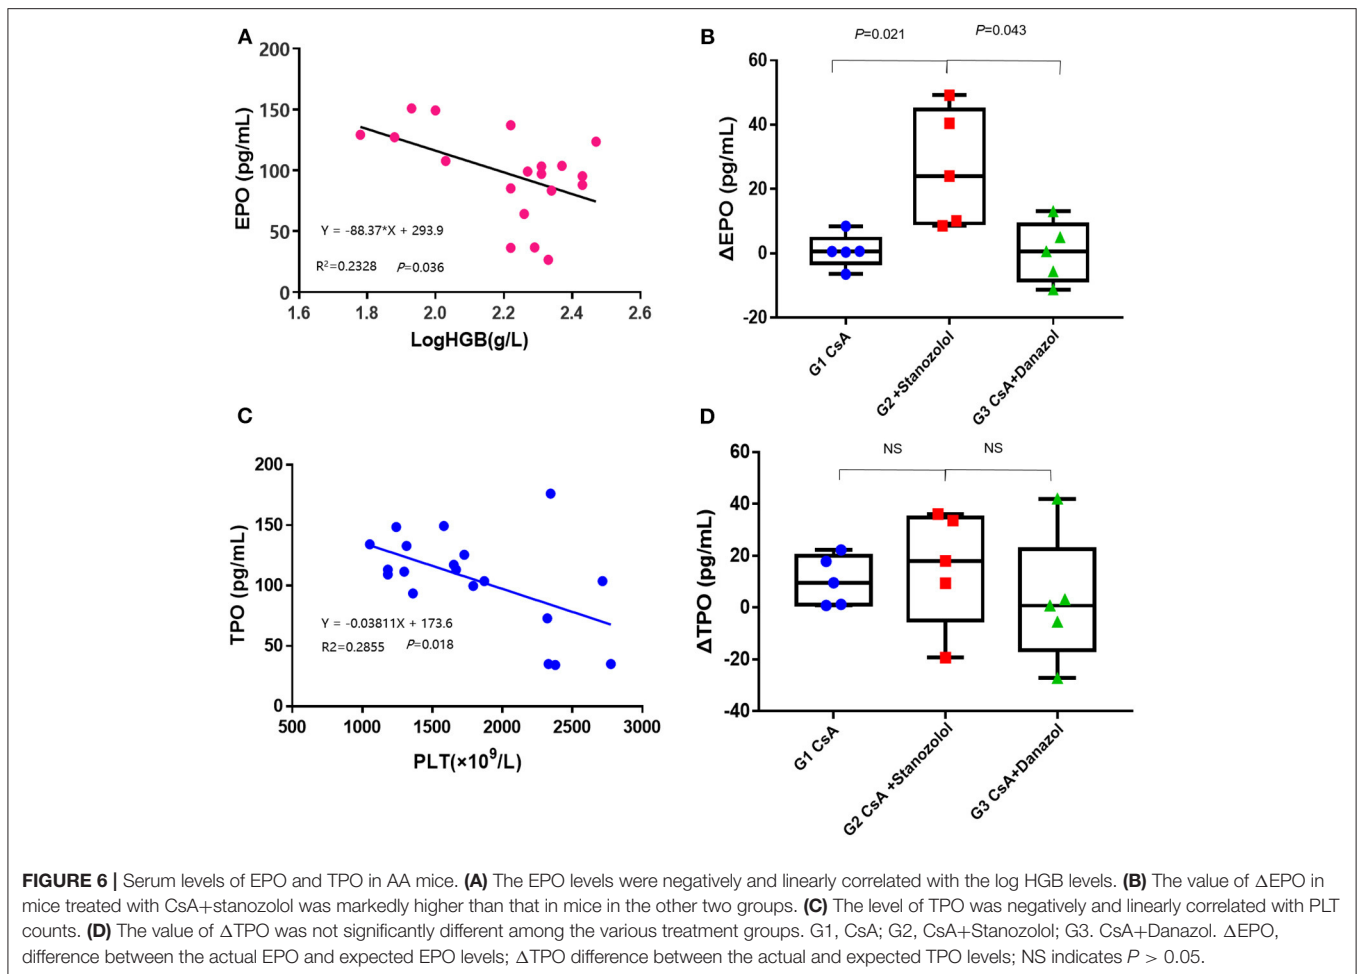 A
200
150
100
50
0
EPO (pg/mL)
Y = -88.37*X + 293.9
R²=0.2328 P=0.036
1.6 1.8 2.0 2.2 2.4 2.6
LogHGB(g/L)
B
P=0.021 P=0.043
60
40
20
0
-20
ΔEPO (pg/mL)
G1 CsA
G2 +Stanozolol
G3 CsA+Danazol
C
200
150
100
50
0
TPO (pg/mL)
Y = -0.03811X + 173.6
R2=0.2855 P=0.018
500 1000 1500 2000 2500 3000
PLT(×10⁹/L)
D
NS NS
60
40
20
0
-20
-40
ΔTPO (pg/mL)
G1 CsA
G2 CsA +Stanozolol
G3 CsA+Danazol
FIGURE 6 | Serum levels of EPO and TPO in AA mice. (A) The EPO levels were negatively and linearly correlated with the log HGB levels. (B) The value of ΔEPO in
mice treated with CsA+stanozolol was markedly higher than that in mice in the other two groups. (C) The level of TPO was negatively and linearly correlated with PLT
counts. (D) The value of ΔTPO was not significantly different among the various treatment groups. G1, CsA; G2, CsA+Stanozolol; G3. CsA+Danazol. ΔEPO,
difference between the actual EPO and expected EPO levels; ΔTPO difference between the actual and expected TPO levels; NS indicates P > 0.05.